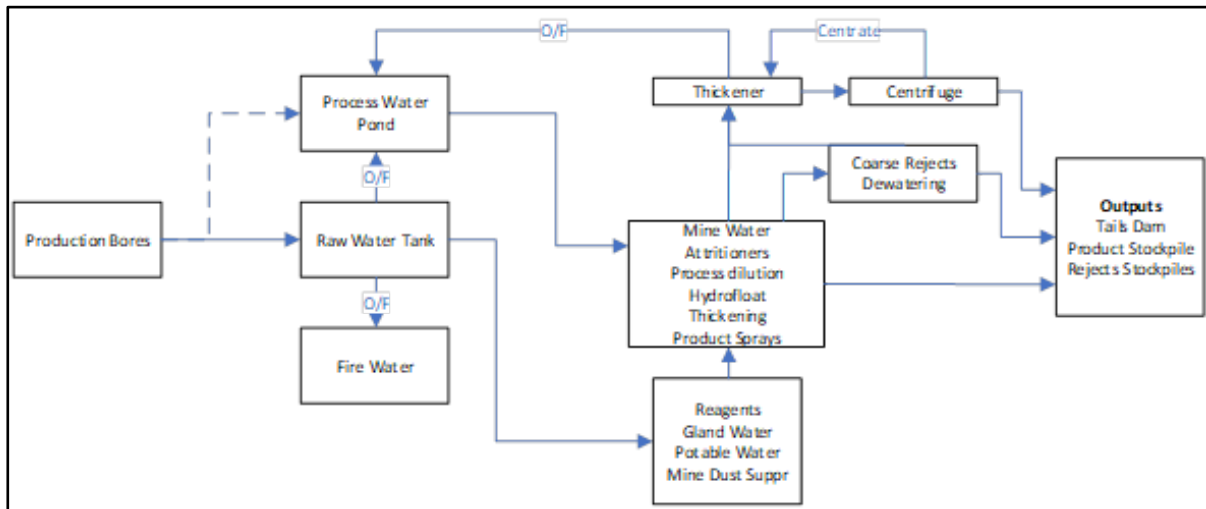 O/F
Centrate
Process Water
Pond
Thickener
Centrifuge
O/F
Coarse Rejects
Dewatering
Production Bores
Raw Water Tank
Mine Water
Attritioners
Process dilution
Hydrofloat
Thickening
Product Sprays
Outputs
Tails Dam
Product Stockpile
Rejects Stockpiles
O/F
Fire Water
Reagents
Gland Water
Potable Water
Mine Dust Suppr